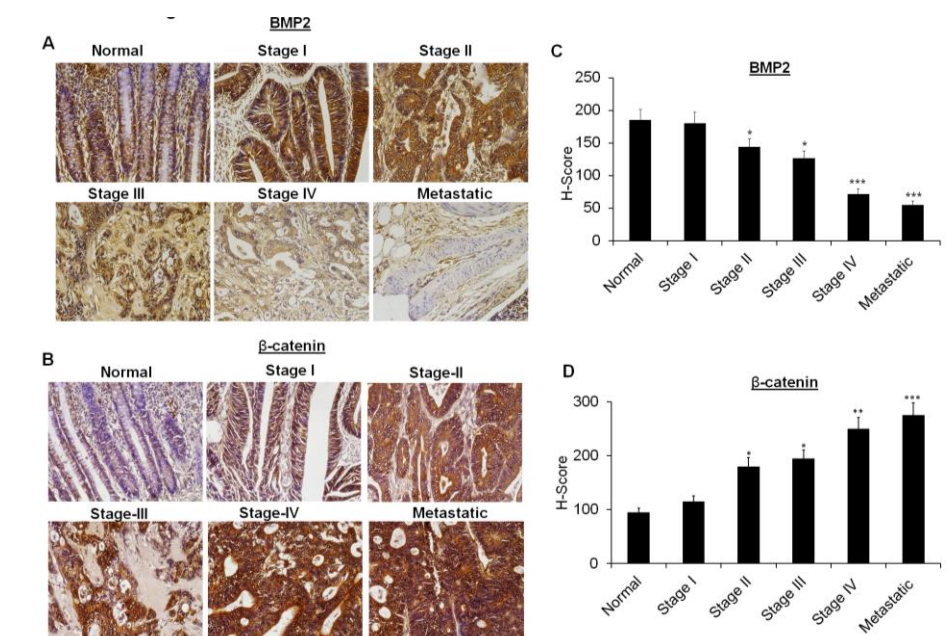 BMP2
A
Normal Stage I Stage II
Stage III Stage IV Metastatic
B
β-catenin
Normal Stage I Stage-II
Stage-III Stage-IV Metastatic
C
BMP2
H-Score
250
200
150
100
50
0
* * *** ***
Normal Stage I Stage II Stage III Stage IV Metastatic
D
β-catenin
H-Score
300
200
100
0
* * ** ***
Normal Stage I Stage II Stage III Stage IV Metastatic